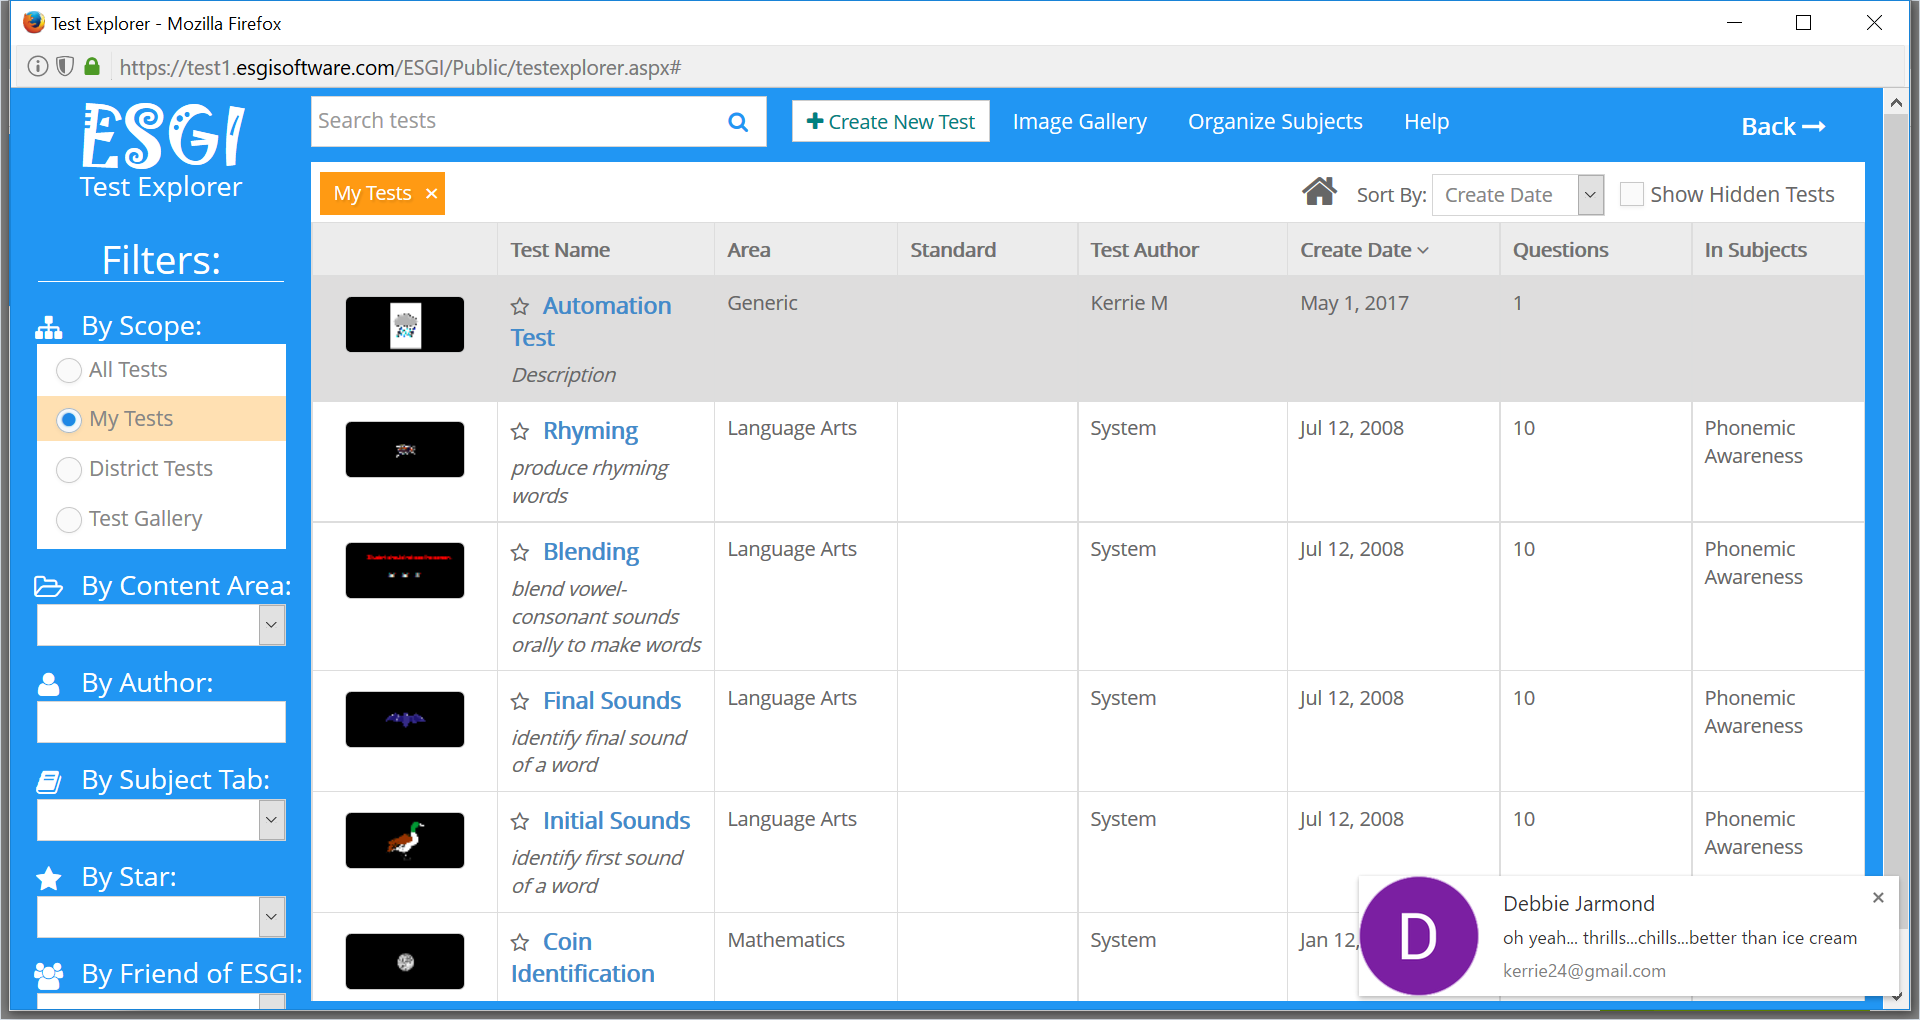 Test Explorer - Mozilla Firefox
https://test1.esgisoftware.com/ESGI/Public/testexplorer.aspx#
ESGI
Test Explorer
Search tests
Create New Test
Image Gallery
Organize Subjects
Help
Back
My Tests ×
Sort By: Create Date
Show Hidden Tests
Filters:
By Scope:
All Tests
My Tests
District Tests
Test Gallery
By Content Area:
By Author:
By Subject Tab:
By Star:
By Friend of ESGI:
Test Name Area Standard Test Author Create Date Questions In Subjects
Automation Generic Kerrie M May 1, 2017 1
Test
Description
Rhyming Language Arts System Jul 12, 2008 10 Phonemic
Awareness
produce rhyming
words
Blending Language Arts System Jul 12, 2008 10 Phonemic
Awareness
blend vowel-
consonant sounds
orally to make words
Final Sounds Language Arts System Jul 12, 2008 10 Phonemic
Awareness
identify final sound
of a word
Initial Sounds Language Arts System Jul 12, 2008 10 Phonemic
Awareness
identify first sound
of a word
Coin Mathematics System Jan 12,
Identification
D
Debbie Jarmond
oh yeah... thrills...chills...better than ice cream
kerrie24@gmail.com